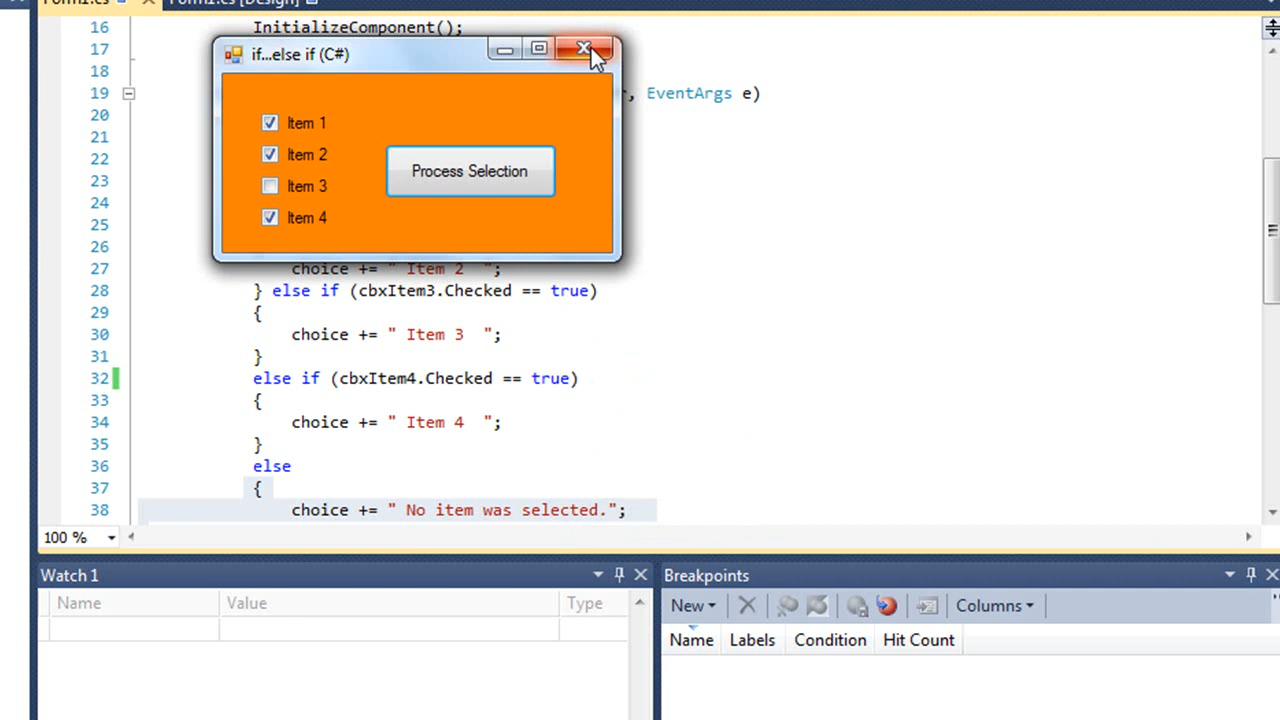 Form1.cs
Form1.cs [Design]
16 InitializeComponent();
17
if...else if (C#)
18
19 , EventArgs e)
20
Item 1
21
22
Item 2
Process Selection
23
Item 3
24
Item 4
25
26
27 choice += " Item 2 ";
28 } else if (cbxItem3.Checked == true)
29 {
30 choice += " Item 3 ";
31 }
32 else if (cbxItem4.Checked == true)
33 {
34 choice += " Item 4 ";
35 }
36 else
37 {
38 choice += " No item was selected.";
100 %
Watch 1
Name Value Type
Breakpoints
New Columns
Name Labels Condition Hit Count